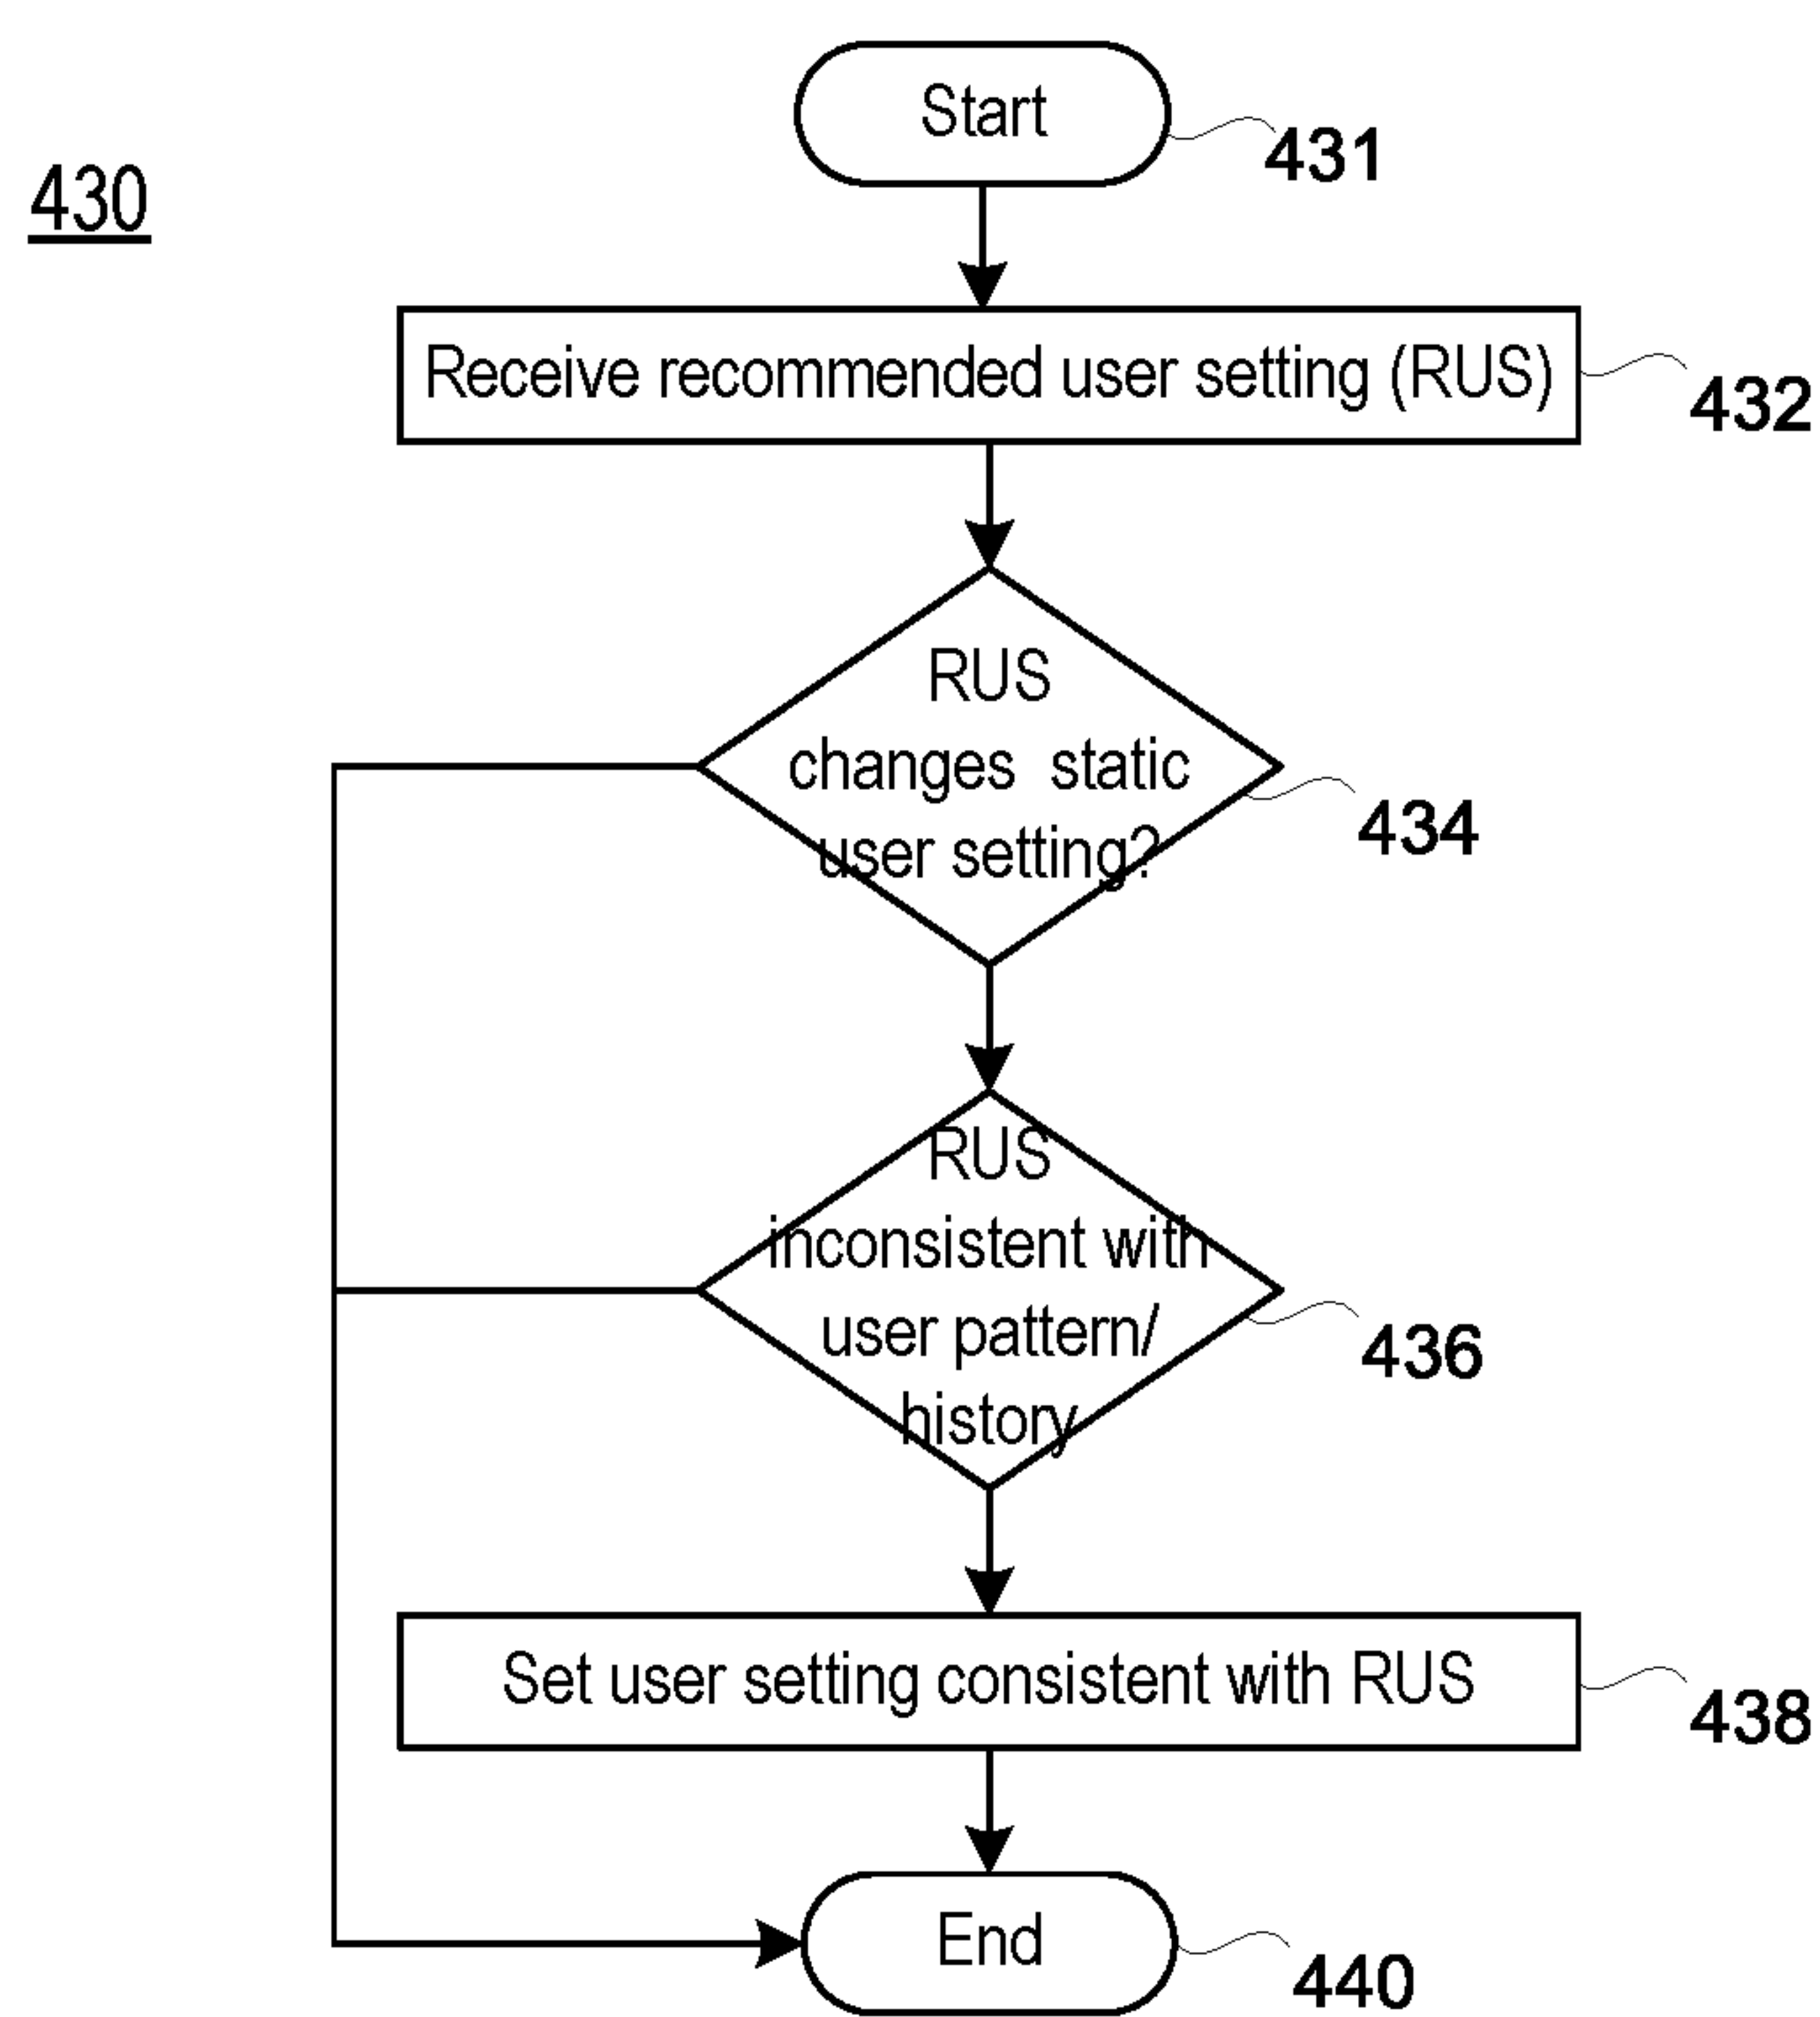 Start
431
430
Receive recommended user setting (RUS)
432
RUS
changes static
user setting?
434
RUS
inconsistent with
user pattern/
history
436
Set user setting consistent with RUS
438
End
440